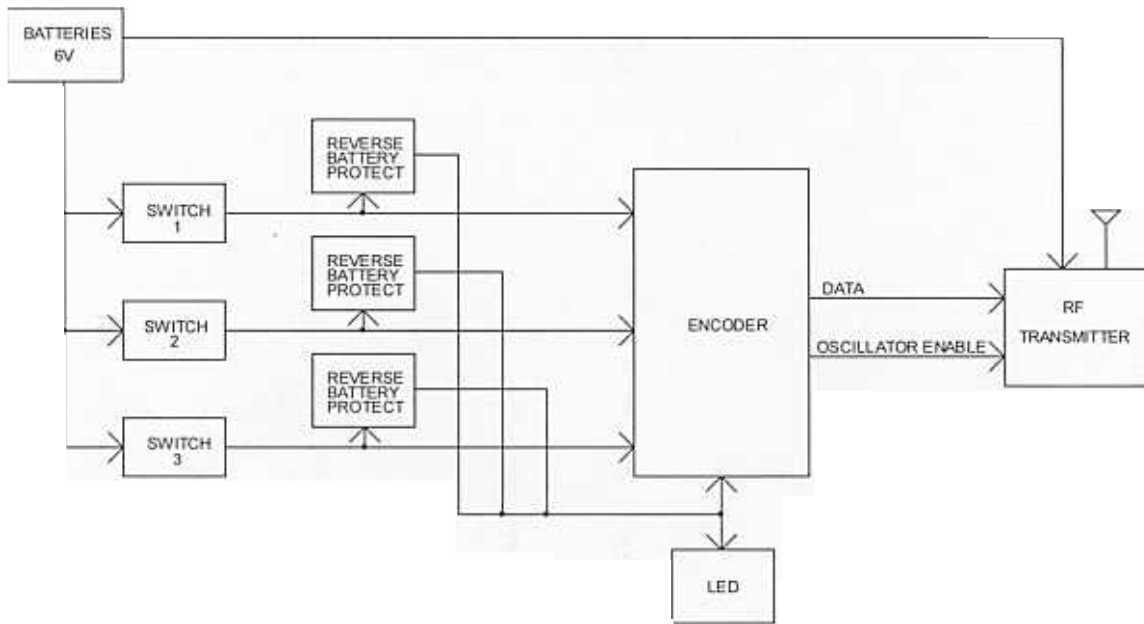 BATTERIES
6V
REVERSE
BATTERY
PROTECT
SWITCH
1
REVERSE
BATTERY
PROTECT
SWITCH
2
REVERSE
BATTERY
PROTECT
SWITCH
3
ENCODER
DATA
OSCILLATOR ENABLE
RF
TRANSMITTER
LED